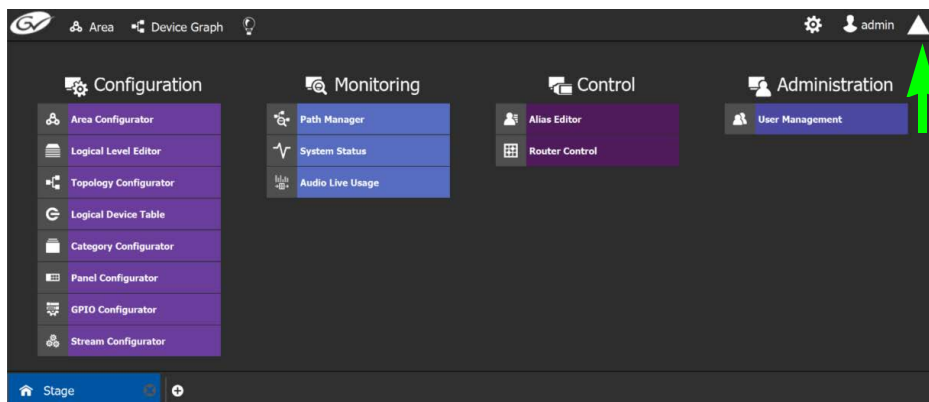 GV Area Device Graph admin
Configuration Monitoring Control Administration
Area Configurator Path Manager Alias Editor User Management
Logical Level Editor System Status Router Control
Topology Configurator Audio Live Usage
Logical Device Table
Category Configurator
Panel Configurator
GPIO Configurator
Stream Configurator
Stage